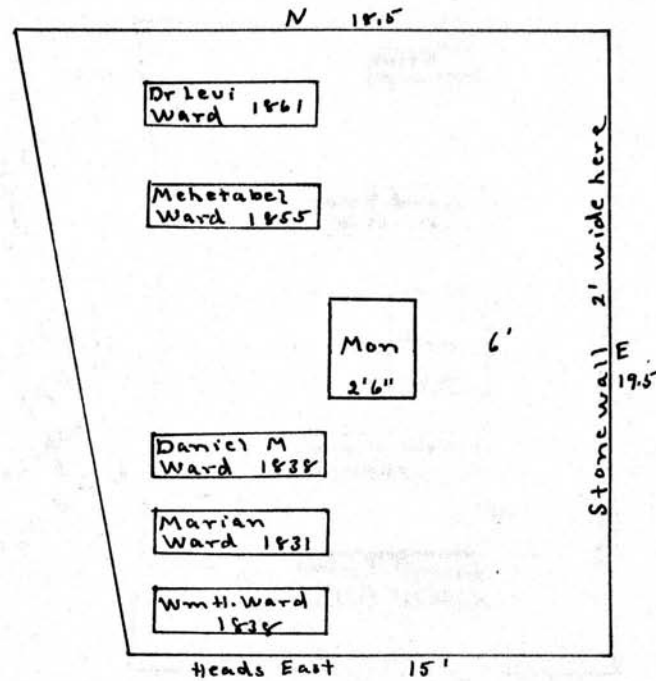 N 18.5
Dr Levi
Ward 1861
Mehetabel
Ward 1855
Mon
2'6"
6'
Stonewall 2' wide here
E
19.5
Daniel M
Ward 1838
Marian
Ward 1831
Wm H. Ward
1838
Heads East 15'